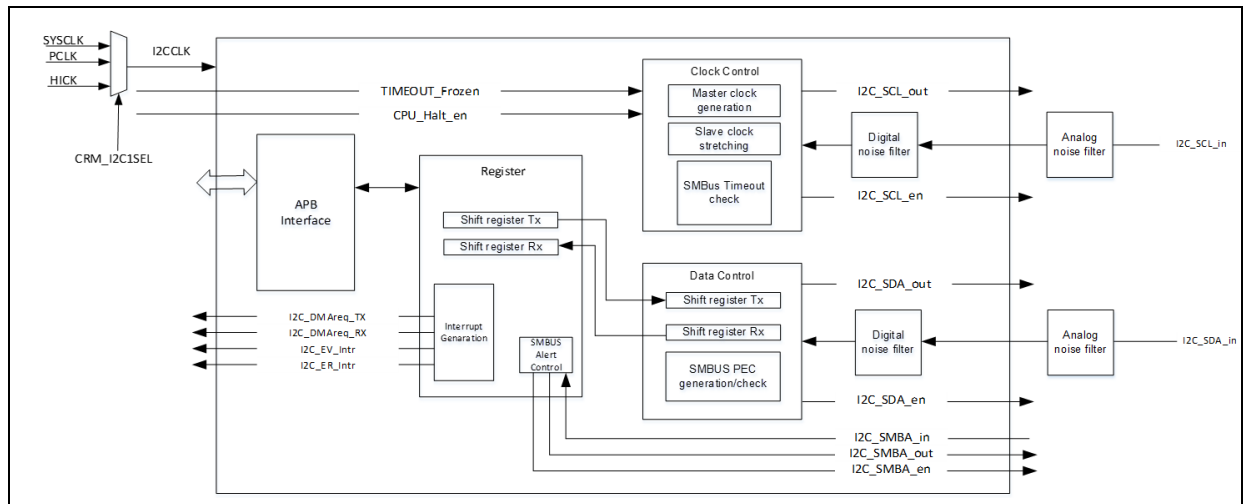 SYSCLK
PCLK
HICK
I2CCLK
CRM_I2C1SEL
TIMEOUT_Frozen
CPU_Halt_en
APB
Interface
Register
Shift register Tx
Shift register Rx
Interrupt
Generation
SMBUS
Alert
Control
I2C_DMAreq_TX
I2C_DMAreq_RX
I2C_EV_Intr
I2C_ER_Intr
Clock Control
Master clock
generation
Slave clock
stretching
SMBus Timeout
check
I2C_SCL_out
Digital
noise filter
Analog
noise filter
I2C_SCL_in
I2C_SCL_en
Data Control
Shift register Tx
Shift register Rx
SMBUS PEC
generation/check
I2C_SDA_out
Digital
noise filter
Analog
noise filter
I2C_SDA_in
I2C_SDA_en
I2C_SMBA_in
I2C_SMBA_out
I2C_SMBA_en